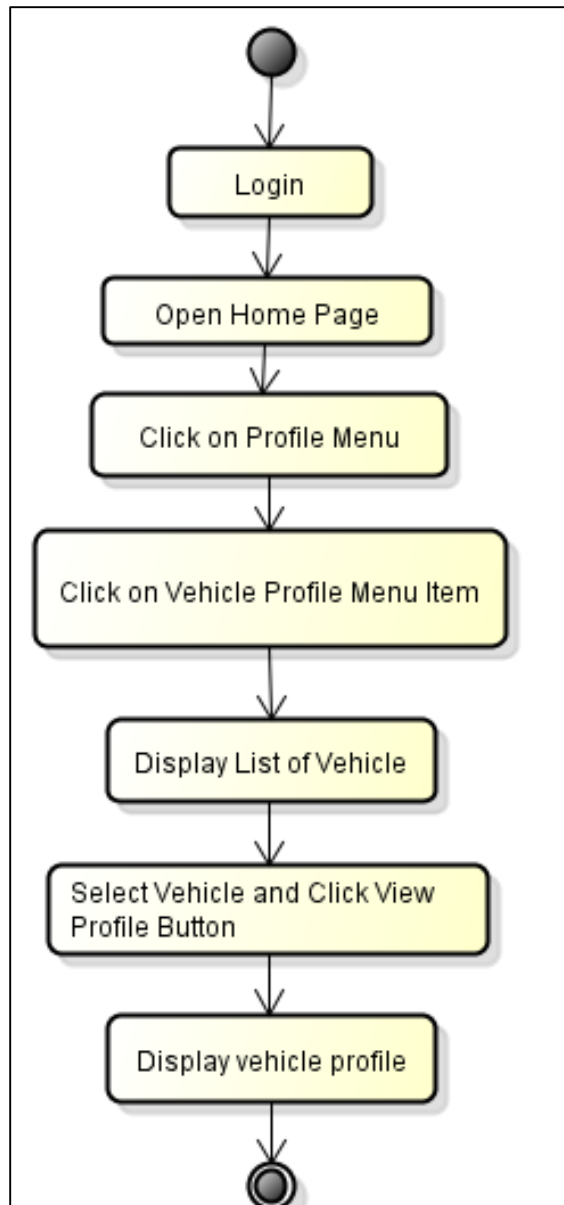 Login
Open Home Page
Click on Profile Menu
Click on Vehicle Profile Menu Item
Display List of Vehicle
Select Vehicle and Click View
Profile Button
Display vehicle profile